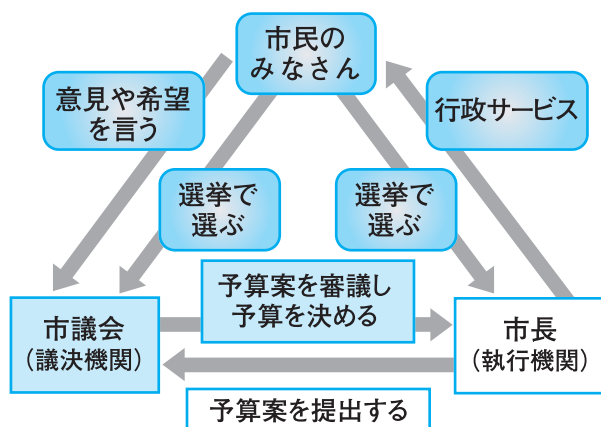 市民の
みなさん
意見や希望
を言う
行政サービス
選挙で
選ぶ
選挙で
選ぶ
予算案を審議し
予算を決める
市議会
（議決機関）
市長
（執行機関）
予算案を提出する